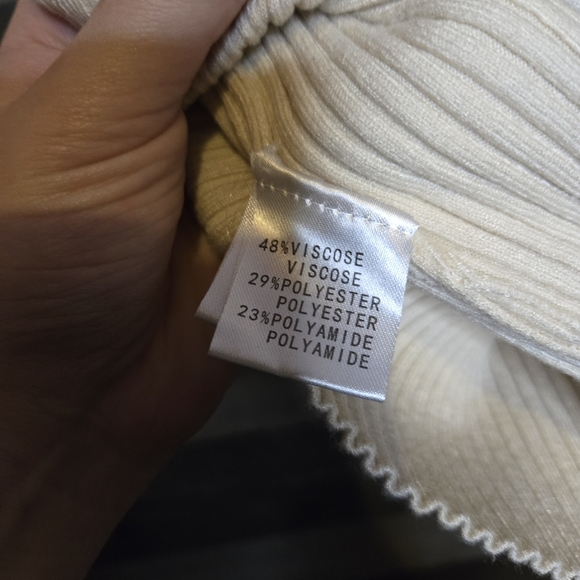 48%VISCOSE
VISCOSE
29%POLYESTER
POLYESTER
23%POLYAMIDE
POLYAMIDE